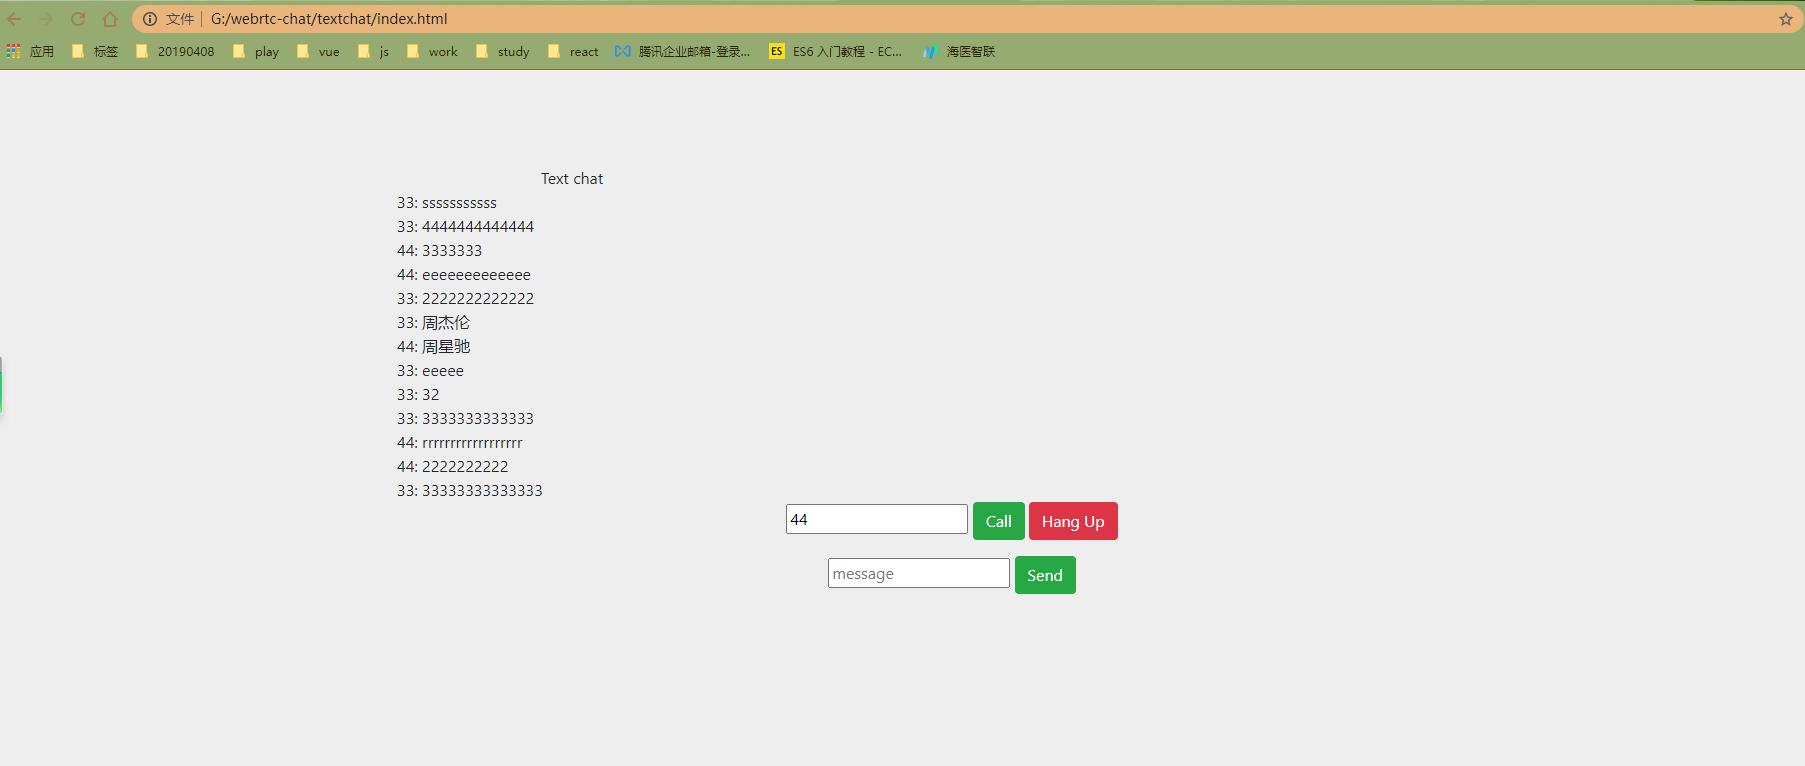 文件 | G:/webrtc-chat/textchat/index.html
应用 标签 20190408 play vue js work study react 腾讯企业邮箱-登录... ES ES6 入门教程 - EC... 海医智联
Text chat
33: sssssssssss
33: 4444444444444
44: 3333333
44: eeeeeeeeeeeee
33: 2222222222222
33: 周杰伦
44: 周星驰
33: eeeee
33: 32
33: 3333333333333
44: rrrrrrrrrrrrrrrrrr
44: 2222222222
33: 33333333333333
44 Call Hang Up
message Send